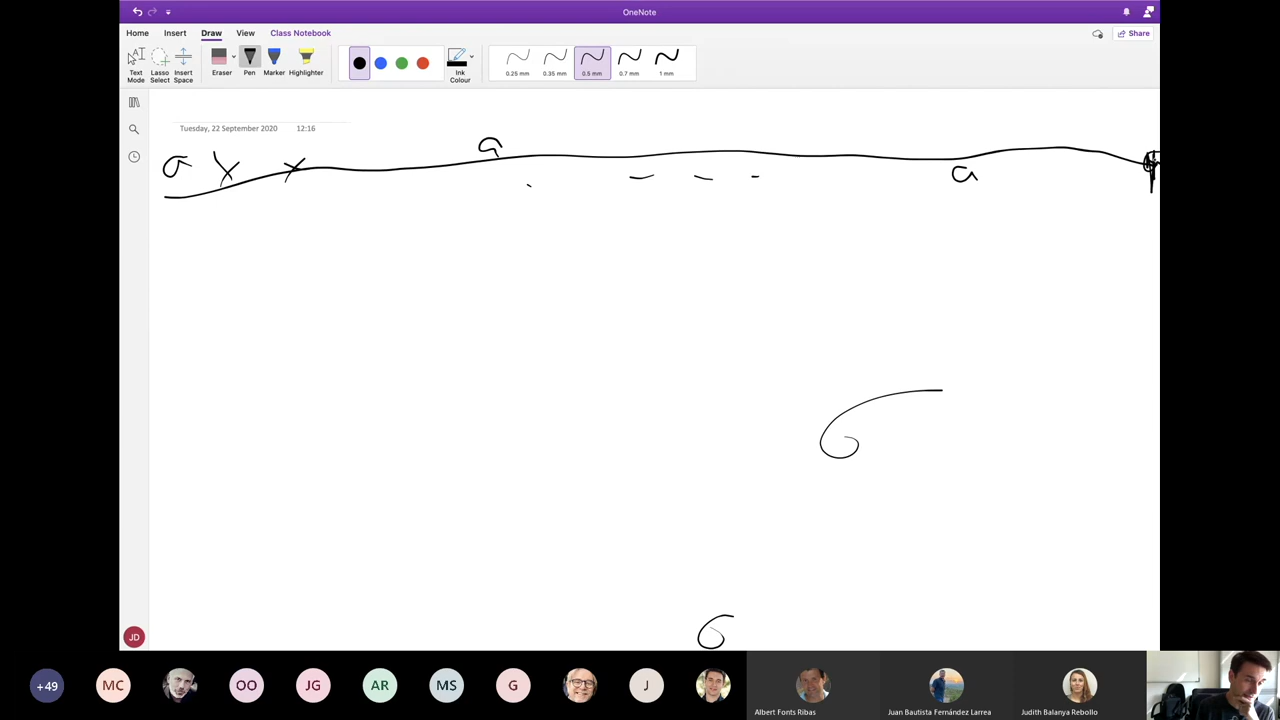 OneNote
Home Insert Draw View Class Notebook
Share
Text Mode
Lasso Select
Insert Space
Eraser
Pen
Marker
Highlighter
Ink Colour
0.25 mm
0.35 mm
0.5 mm
0.7 mm
1 mm
Tuesday, 22 September 2020 12:16
a
a
a
6
JD
+49 MC OO JG AR MS G J
Albert Fonts Ribas
Juan Bautista Fernández Larrea
Judith Balanya Rebollo